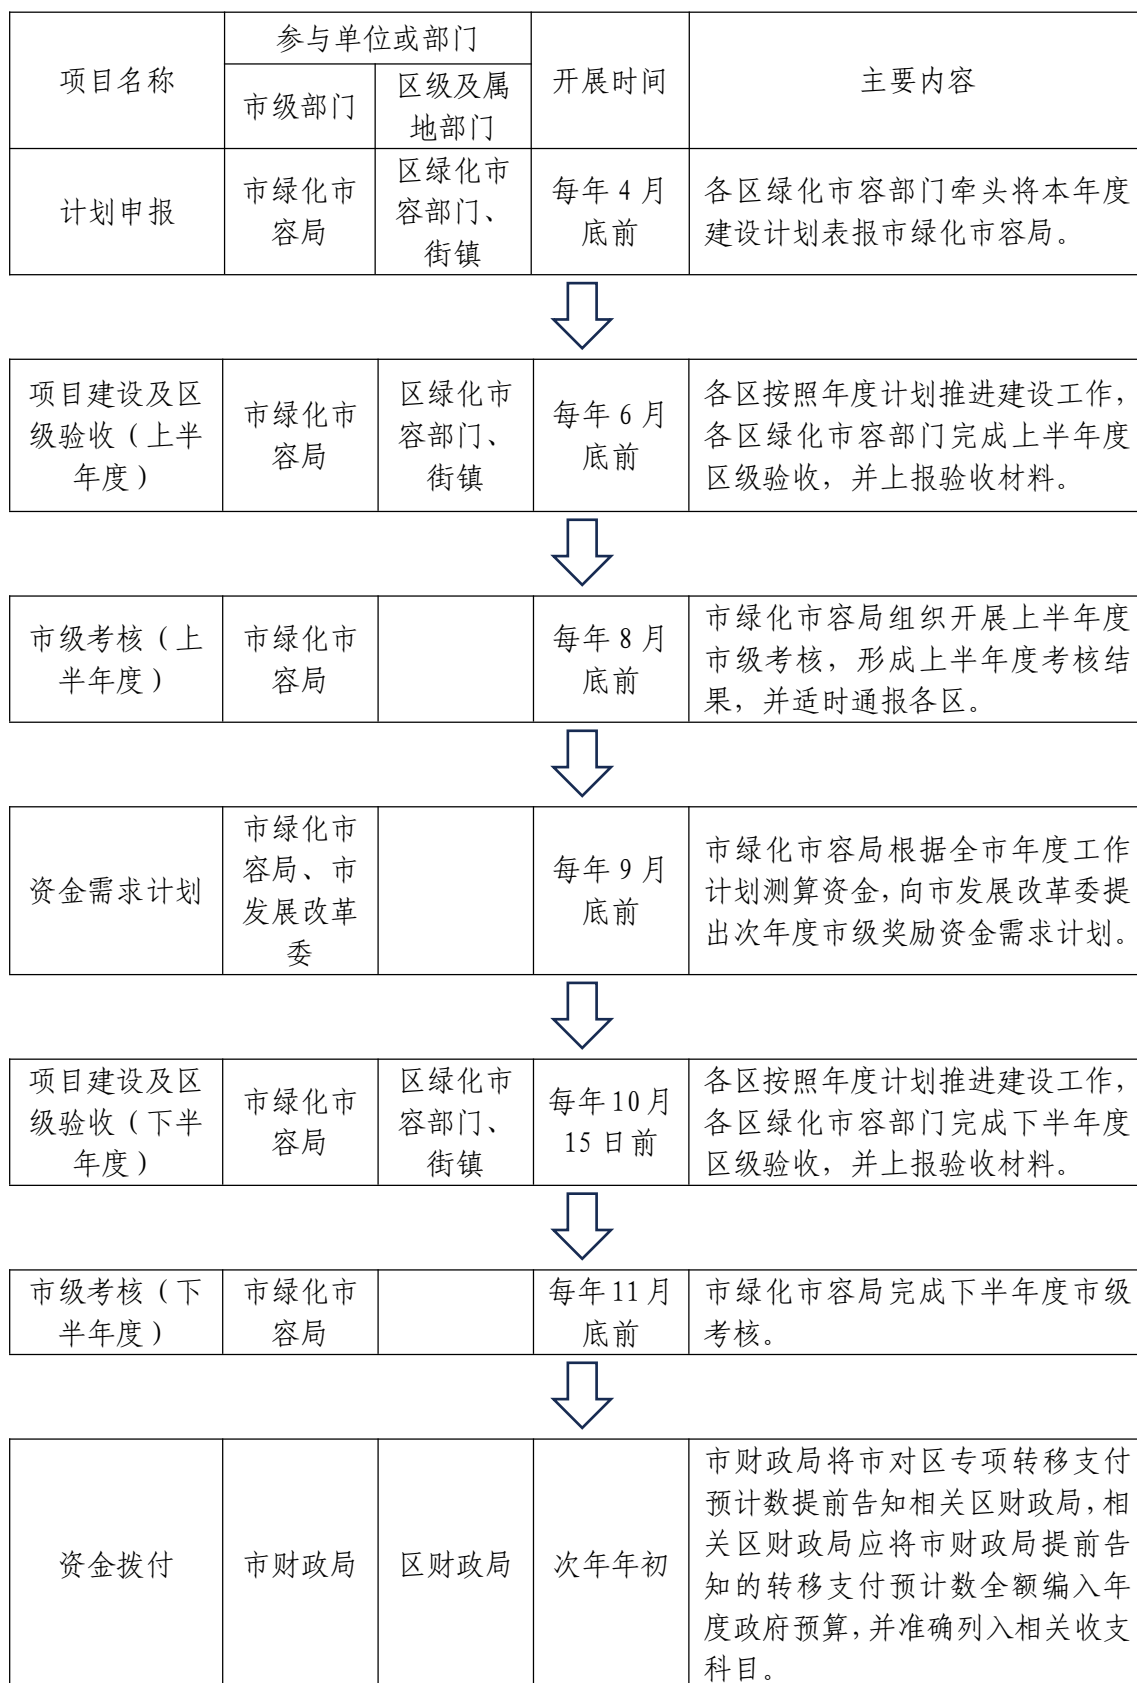 项目名称
参与单位或部门
市级部门
区级及属
地部门
开展时间
主要内容
计划申报
市绿化市
容局
区绿化市
容部门、
街镇
每年 4 月
底前
各区绿化市容部门牵头将本年度
建设计划表报市绿化市容局。
项目建设及区
级验收（上半
年度）
市绿化市
容局
区绿化市
容部门、
街镇
每年 6 月
底前
各区按照年度计划推进建设工作，
各区绿化市容部门完成上半年度
区级验收，并上报验收材料。
市级考核（上
半年度）
市绿化市
容局
每年 8 月
底前
市绿化市容局组织开展上半年度
市级考核，形成上半年度考核结
果，并适时通报各区。
资金需求计划
市绿化市
容局、市
发展改革
委
每年 9 月
底前
市绿化市容局根据全市年度工作
计划测算资金，向市发展改革委提
出次年度市级奖励资金需求计划。
项目建设及区
级验收（下半
年度）
市绿化市
容局
区绿化市
容部门、
街镇
每年 10 月
15 日前
各区按照年度计划推进建设工作，
各区绿化市容部门完成下半年度
区级验收，并上报验收材料。
市级考核（下
半年度）
市绿化市
容局
每年 11 月
底前
市绿化市容局完成下半年度市级
考核。
资金拨付
市财政局
区财政局
次年年初
市财政局将市对区专项转移支付
预计数提前告知相关区财政局，相
关区财政局应将市财政局提前告
知的转移支付预计数全额编入年
度政府预算，并准确列入相关收支
科目。